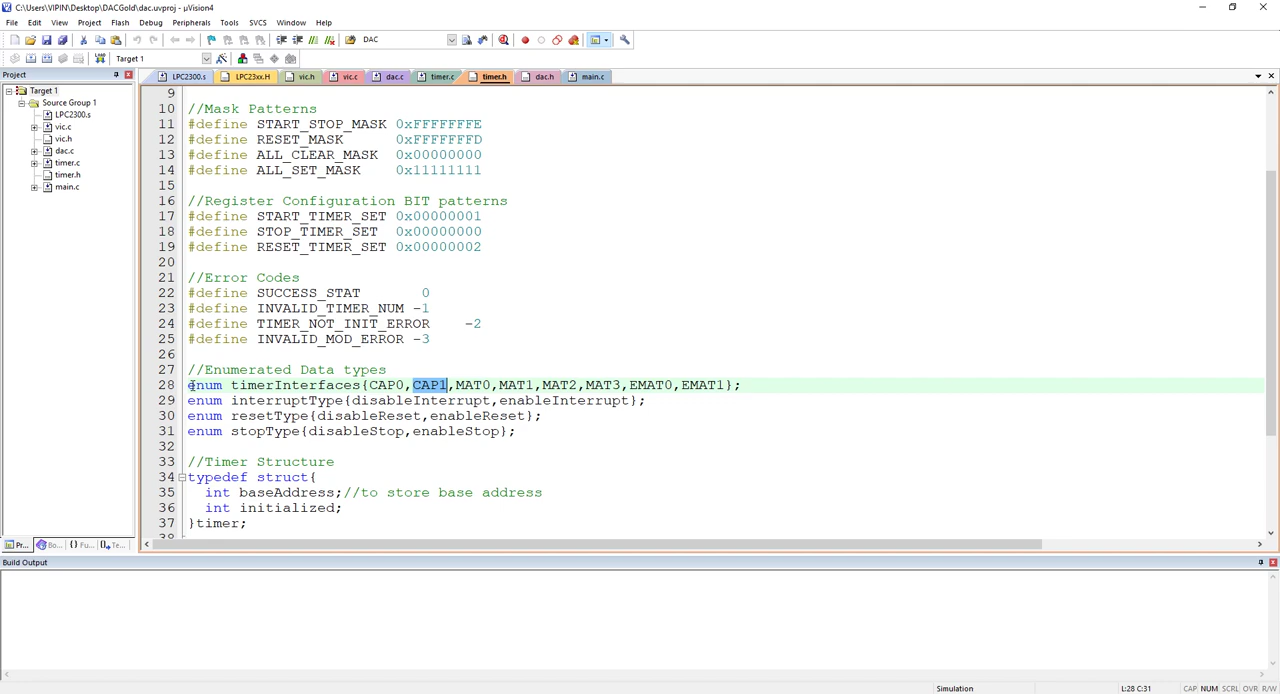 C:\Users\VIPIN\Desktop\DACGold\dac.uvproj - µVision4
File Edit View Project Flash Debug Peripherals Tools SVCS Window Help
DAC
Target 1
Project
LPC2300.s LPC23xx.H vic.h vic.c dac.c timer.c timer.h dac.h main.c
Target 1
Source Group 1
LPC2300.s
vic.c
vic.h
dac.c
timer.c
timer.h
main.c
9
10 //Mask Patterns
11 #define START_STOP_MASK 0xFFFFFFFE
12 #define RESET_MASK 0xFFFFFFFD
13 #define ALL_CLEAR_MASK 0x00000000
14 #define ALL_SET_MASK 0x11111111
15
16 //Register Configuration BIT patterns
17 #define START_TIMER_SET 0x00000001
18 #define STOP_TIMER_SET 0x00000000
19 #define RESET_TIMER_SET 0x00000002
20
21 //Error Codes
22 #define SUCCESS_STAT 0
23 #define INVALID_TIMER_NUM -1
24 #define TIMER_NOT_INIT_ERROR -2
25 #define INVALID_MOD_ERROR -3
26
27 //Enumerated Data types
28 enum timerInterfaces{CAP0,CAP1,MAT0,MAT1,MAT2,MAT3,EMAT0,EMAT1};
29 enum interruptType{disableInterrupt,enableInterrupt};
30 enum resetType{disableReset,enableReset};
31 enum stopType{disableStop,enableStop};
32
33 //Timer Structure
34 typedef struct{
35 int baseAddress;//to store base address
36 int initialized;
37 }timer;
38
Pr... Bo... {} Fu... Te...
Build Output
Simulation L:28 C:31 CAP NUM SCRL OVR R/W